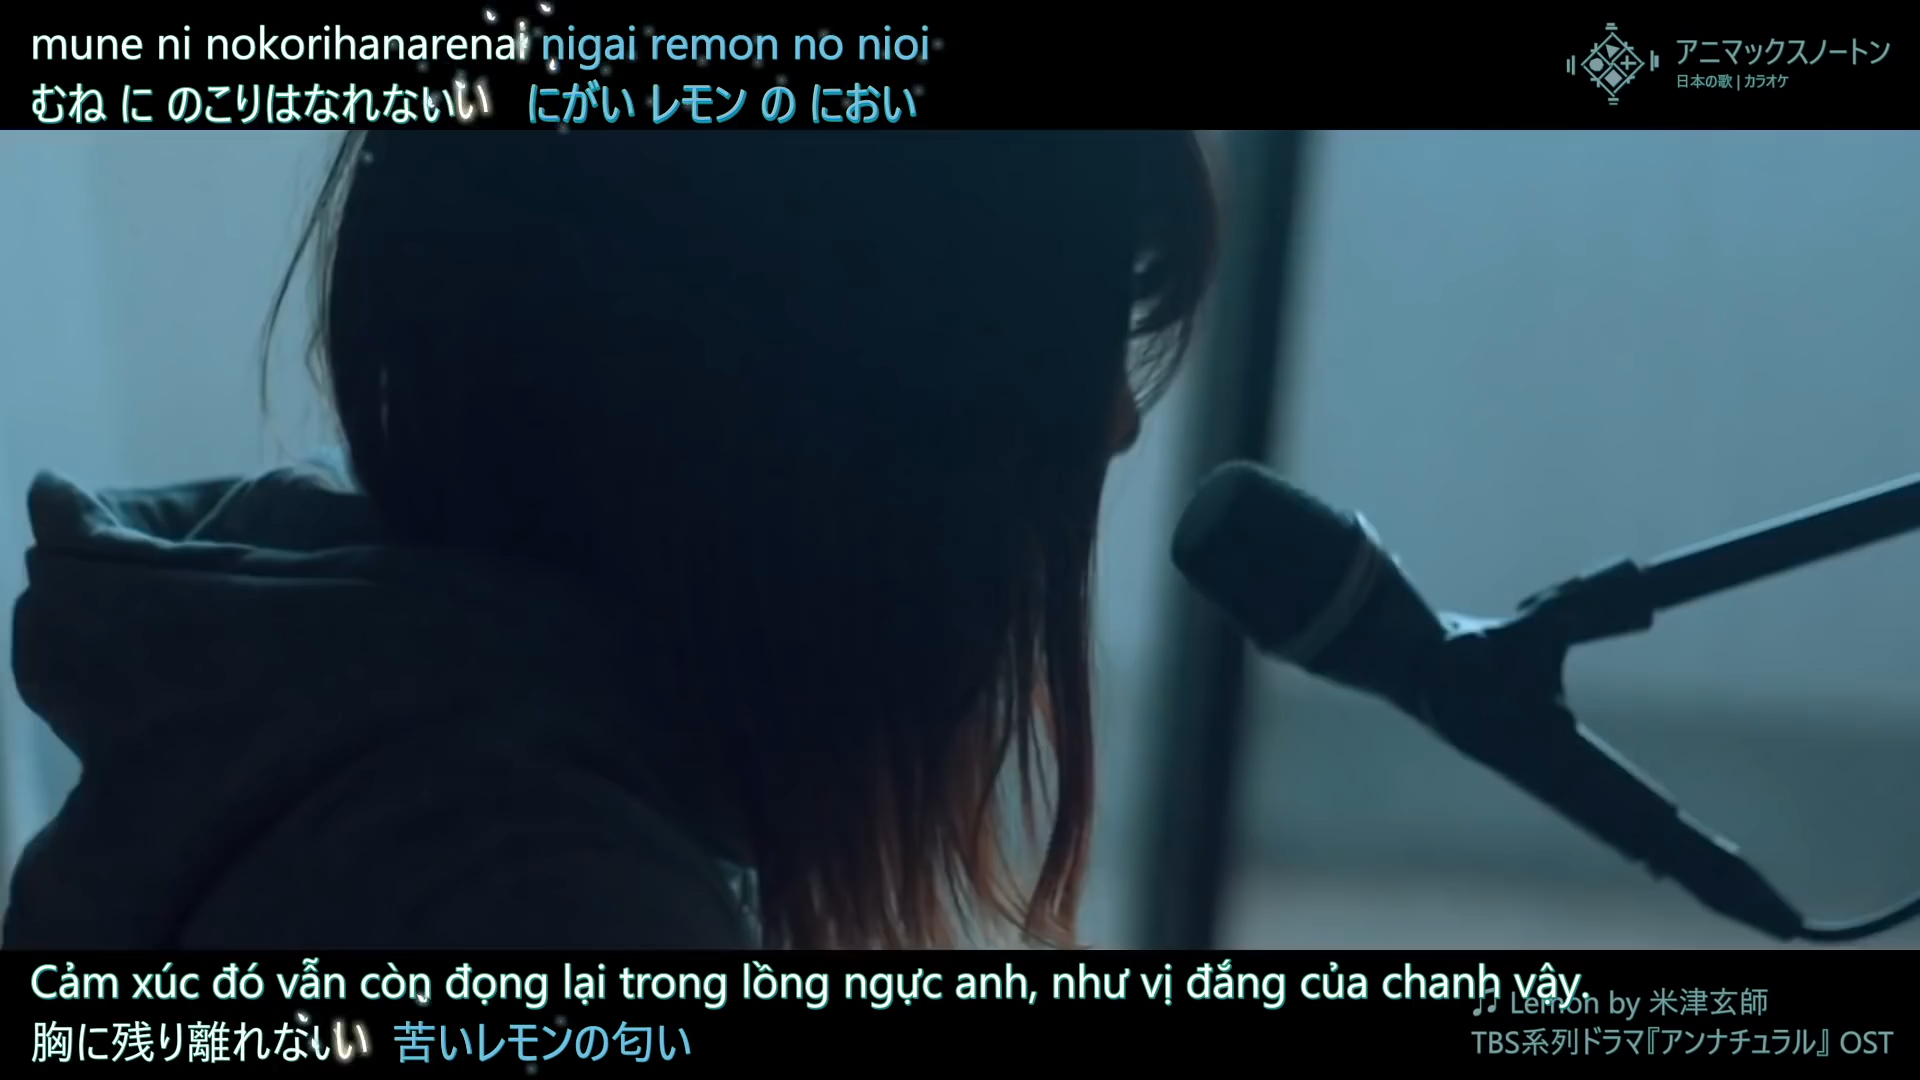 mune ni nokorihanarenai nigai remon no nioi
むね に のこりはなれない にがい レモン の におい
アニマックスノートン
日本の歌 | カラオケ
Cảm xúc đó vẫn còn đọng lại trong lồng ngực anh, như vị đắng của chanh vậy.
胸に残り離れない 苦いレモンの匂い
♫ Lemon by 米津玄師
TBS系列ドラマ『アンナチュラル』 OST